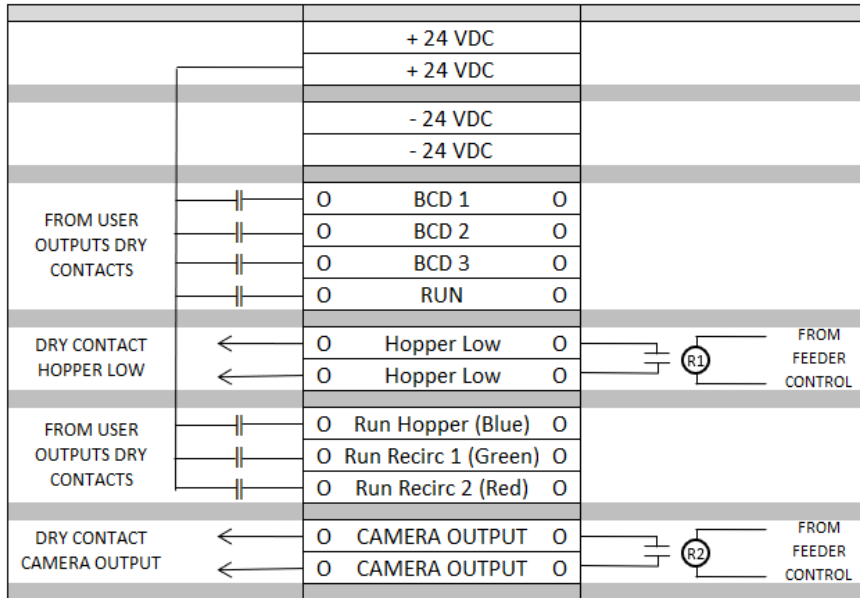 + 24 VDC
+ 24 VDC
- 24 VDC
- 24 VDC
FROM USER
OUTPUTS DRY
CONTACTS
O BCD 1 O
O BCD 2 O
O BCD 3 O
O RUN O
DRY CONTACT
HOPPER LOW
O Hopper Low O
O Hopper Low O
R1
FROM
FEEDER
CONTROL
FROM USER
OUTPUTS DRY
CONTACTS
O Run Hopper (Blue) O
O Run Recirc 1 (Green) O
O Run Recirc 2 (Red) O
DRY CONTACT
CAMERA OUTPUT
O CAMERA OUTPUT O
O CAMERA OUTPUT O
R2
FROM
FEEDER
CONTROL